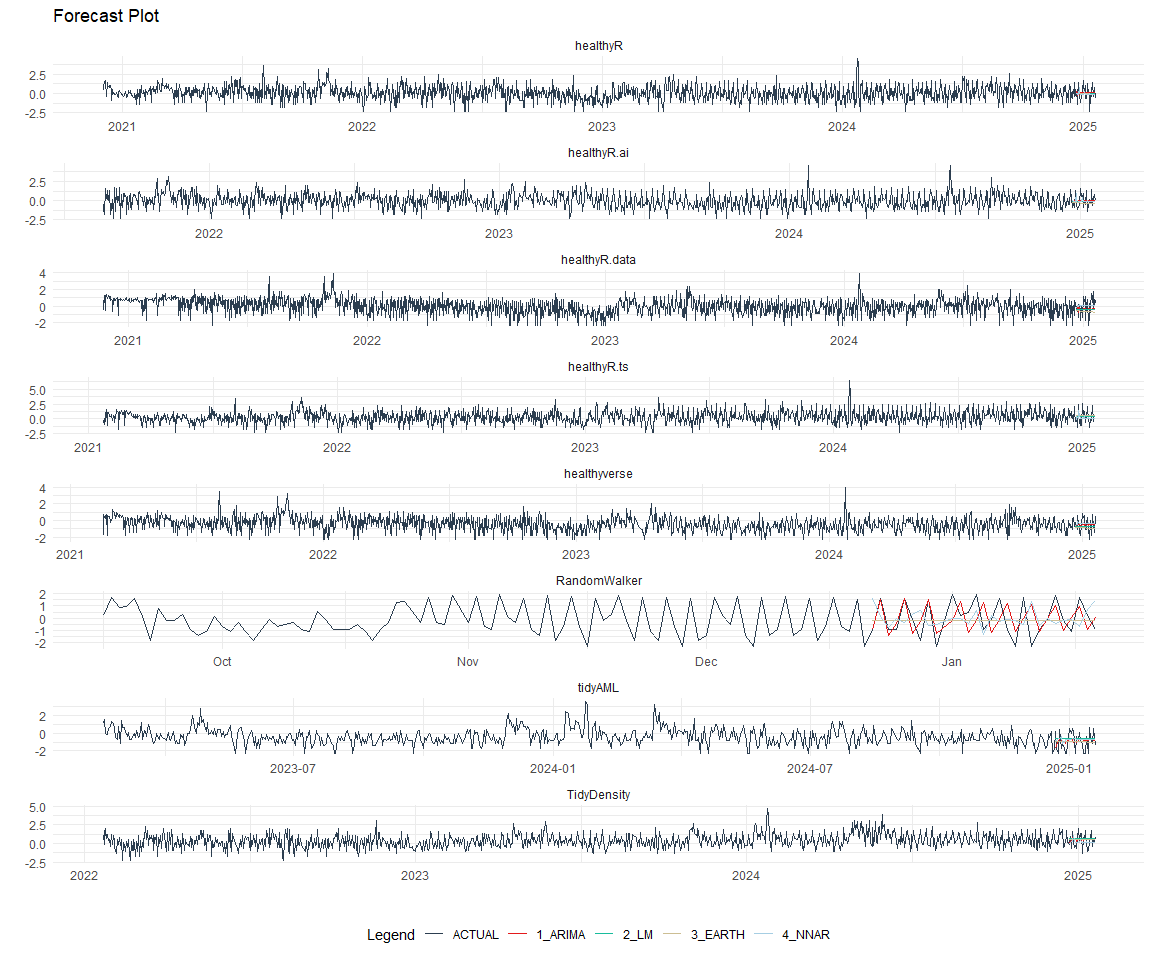 Forecast Plot
healthyR
2.5
0.0
-2.5
2021 2022 2023 2024 2025
healthyR.ai
2.5
0.0
-2.5
2022 2023 2024 2025
healthyR.data
4
2
0
-2
2021 2022 2023 2024 2025
healthyR.ts
5.0
2.5
0.0
-2.5
2021 2022 2023 2024 2025
healthyverse
4
2
0
-2
2021 2022 2023 2024 2025
RandomWalker
2
1
0
-1
-2
Oct Nov Dec Jan
tidyAML
2
0
-2
2023-07 2024-01 2024-07 2025-01
TidyDensity
5.0
2.5
0.0
-2.5
2022 2023 2024 2025
Legend ACTUAL 1_ARIMA 2_LM 3_EARTH 4_NNAR